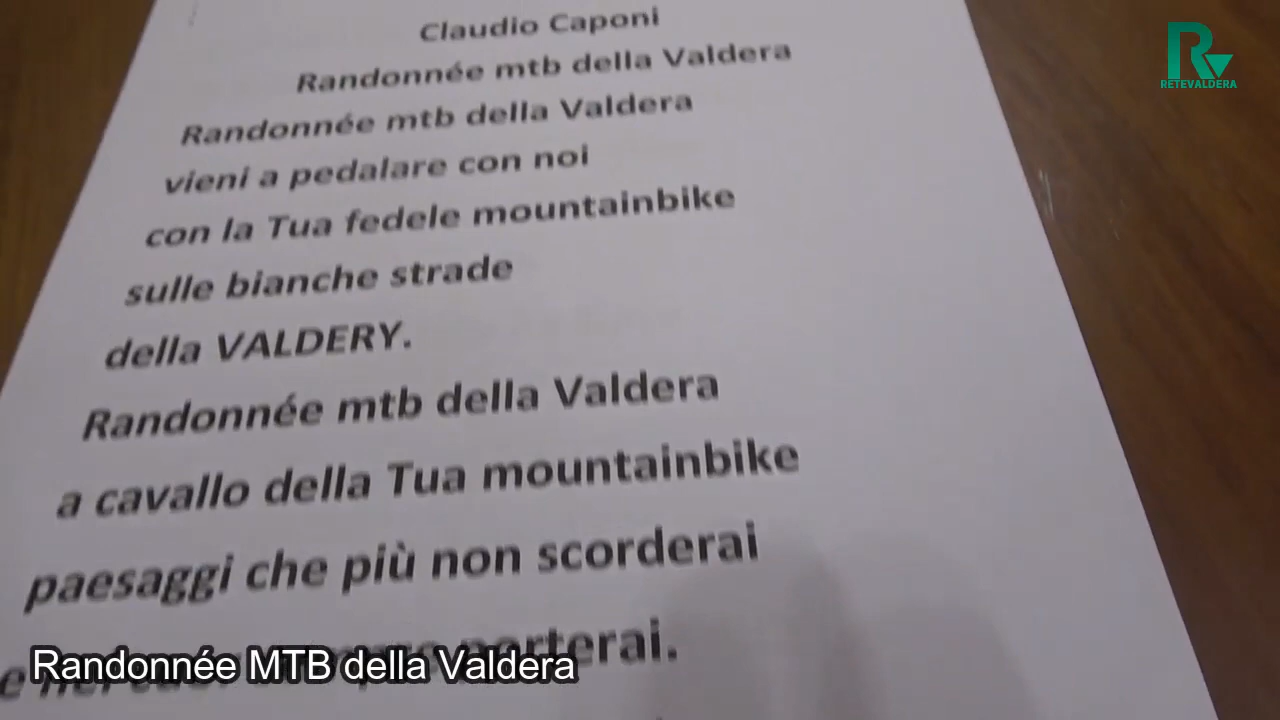 Claudio Caponi
Randonnée mtb della Valdera
Randonnée mtb della Valdera
vieni a pedalare con noi
con la Tua fedele mountainbike
sulle bianche strade
della VALDERY.
Randonnée mtb della Valdera
a cavallo della Tua mountainbike
paesaggi che più non scorderai
e porterai.
Randonnée MTB della Valdera
RETEVALDERA